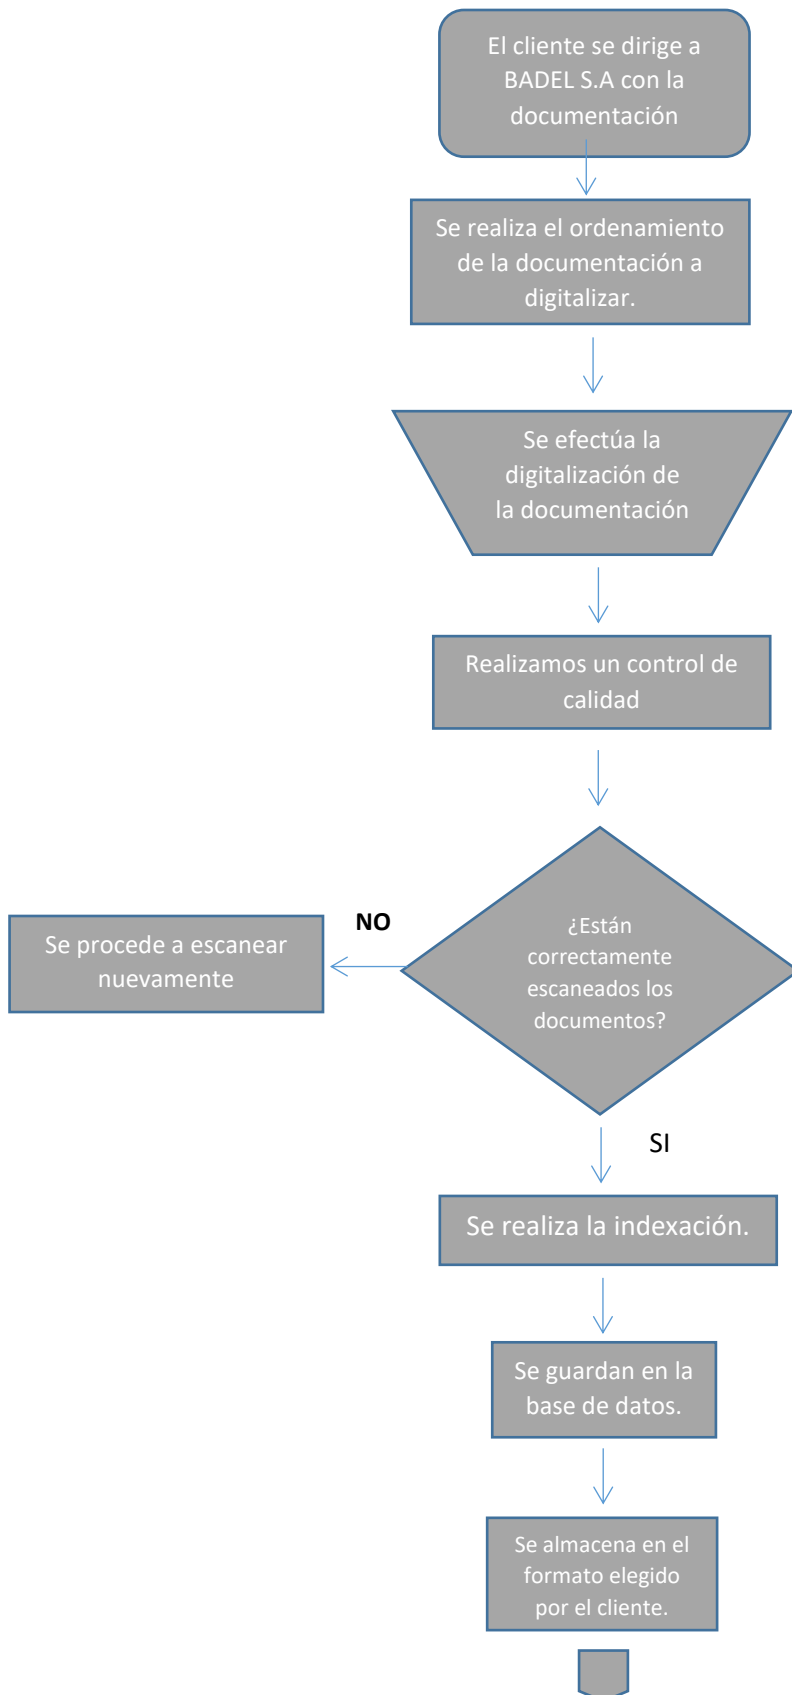 El cliente se dirige a
BADEL S.A con la
documentación
Se realiza el ordenamiento
de la documentación a
digitalizar.
Se efectúa la
digitalización de
la documentación
Realizamos un control de
calidad
NO
Se procede a escanear
nuevamente
¿Están
correctamente
escaneados los
documentos?
SI
Se realiza la indexación.
Se guardan en la
base de datos.
Se almacena en el
formato elegido
por el cliente.